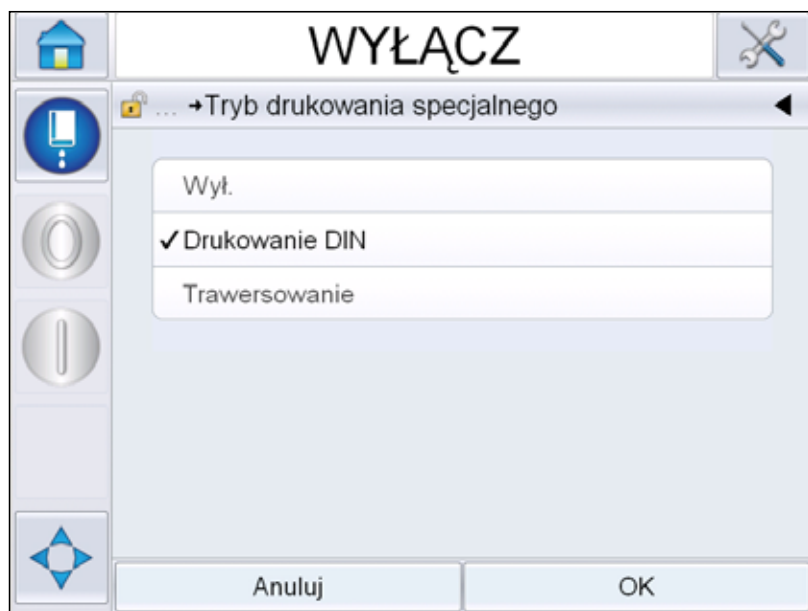 WYŁĄCZ
... →Tryb drukowania specjalnego
Wył.
✓Drukowanie DIN
Trawersowanie
Anuluj
OK